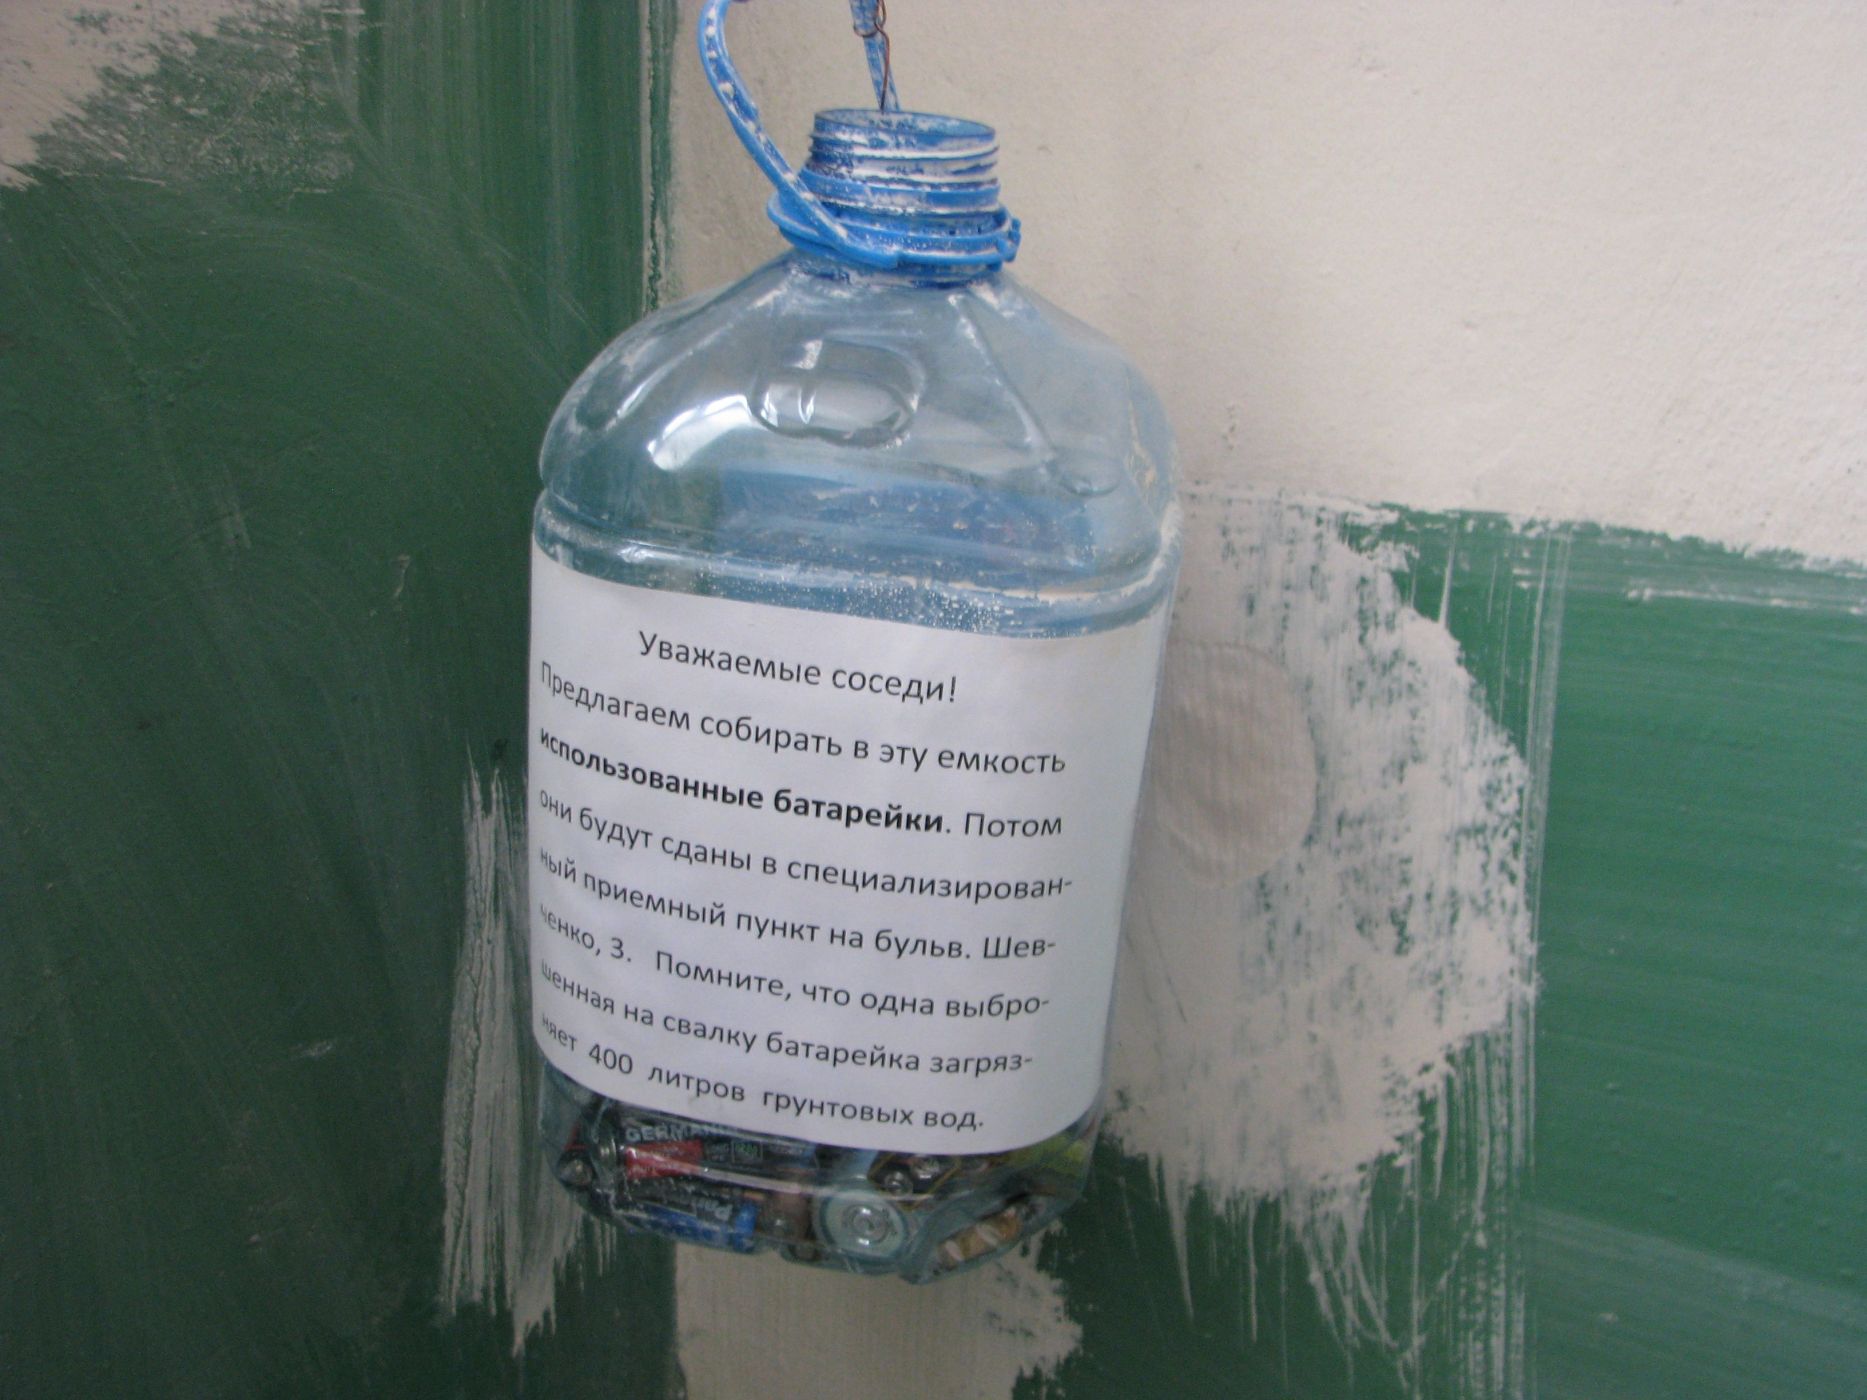 Уважаемые соседи!
Предлагаем собирать в эту емкость
использованные батарейки. Потом
они будут сданы в специализирован-
ный приемный пункт на бульв. Шев-
ченко, 3. Помните, что одна выбро-
шенная на свалку батарейка загряз-
няет 400 литров грунтовых вод.
GERMANY